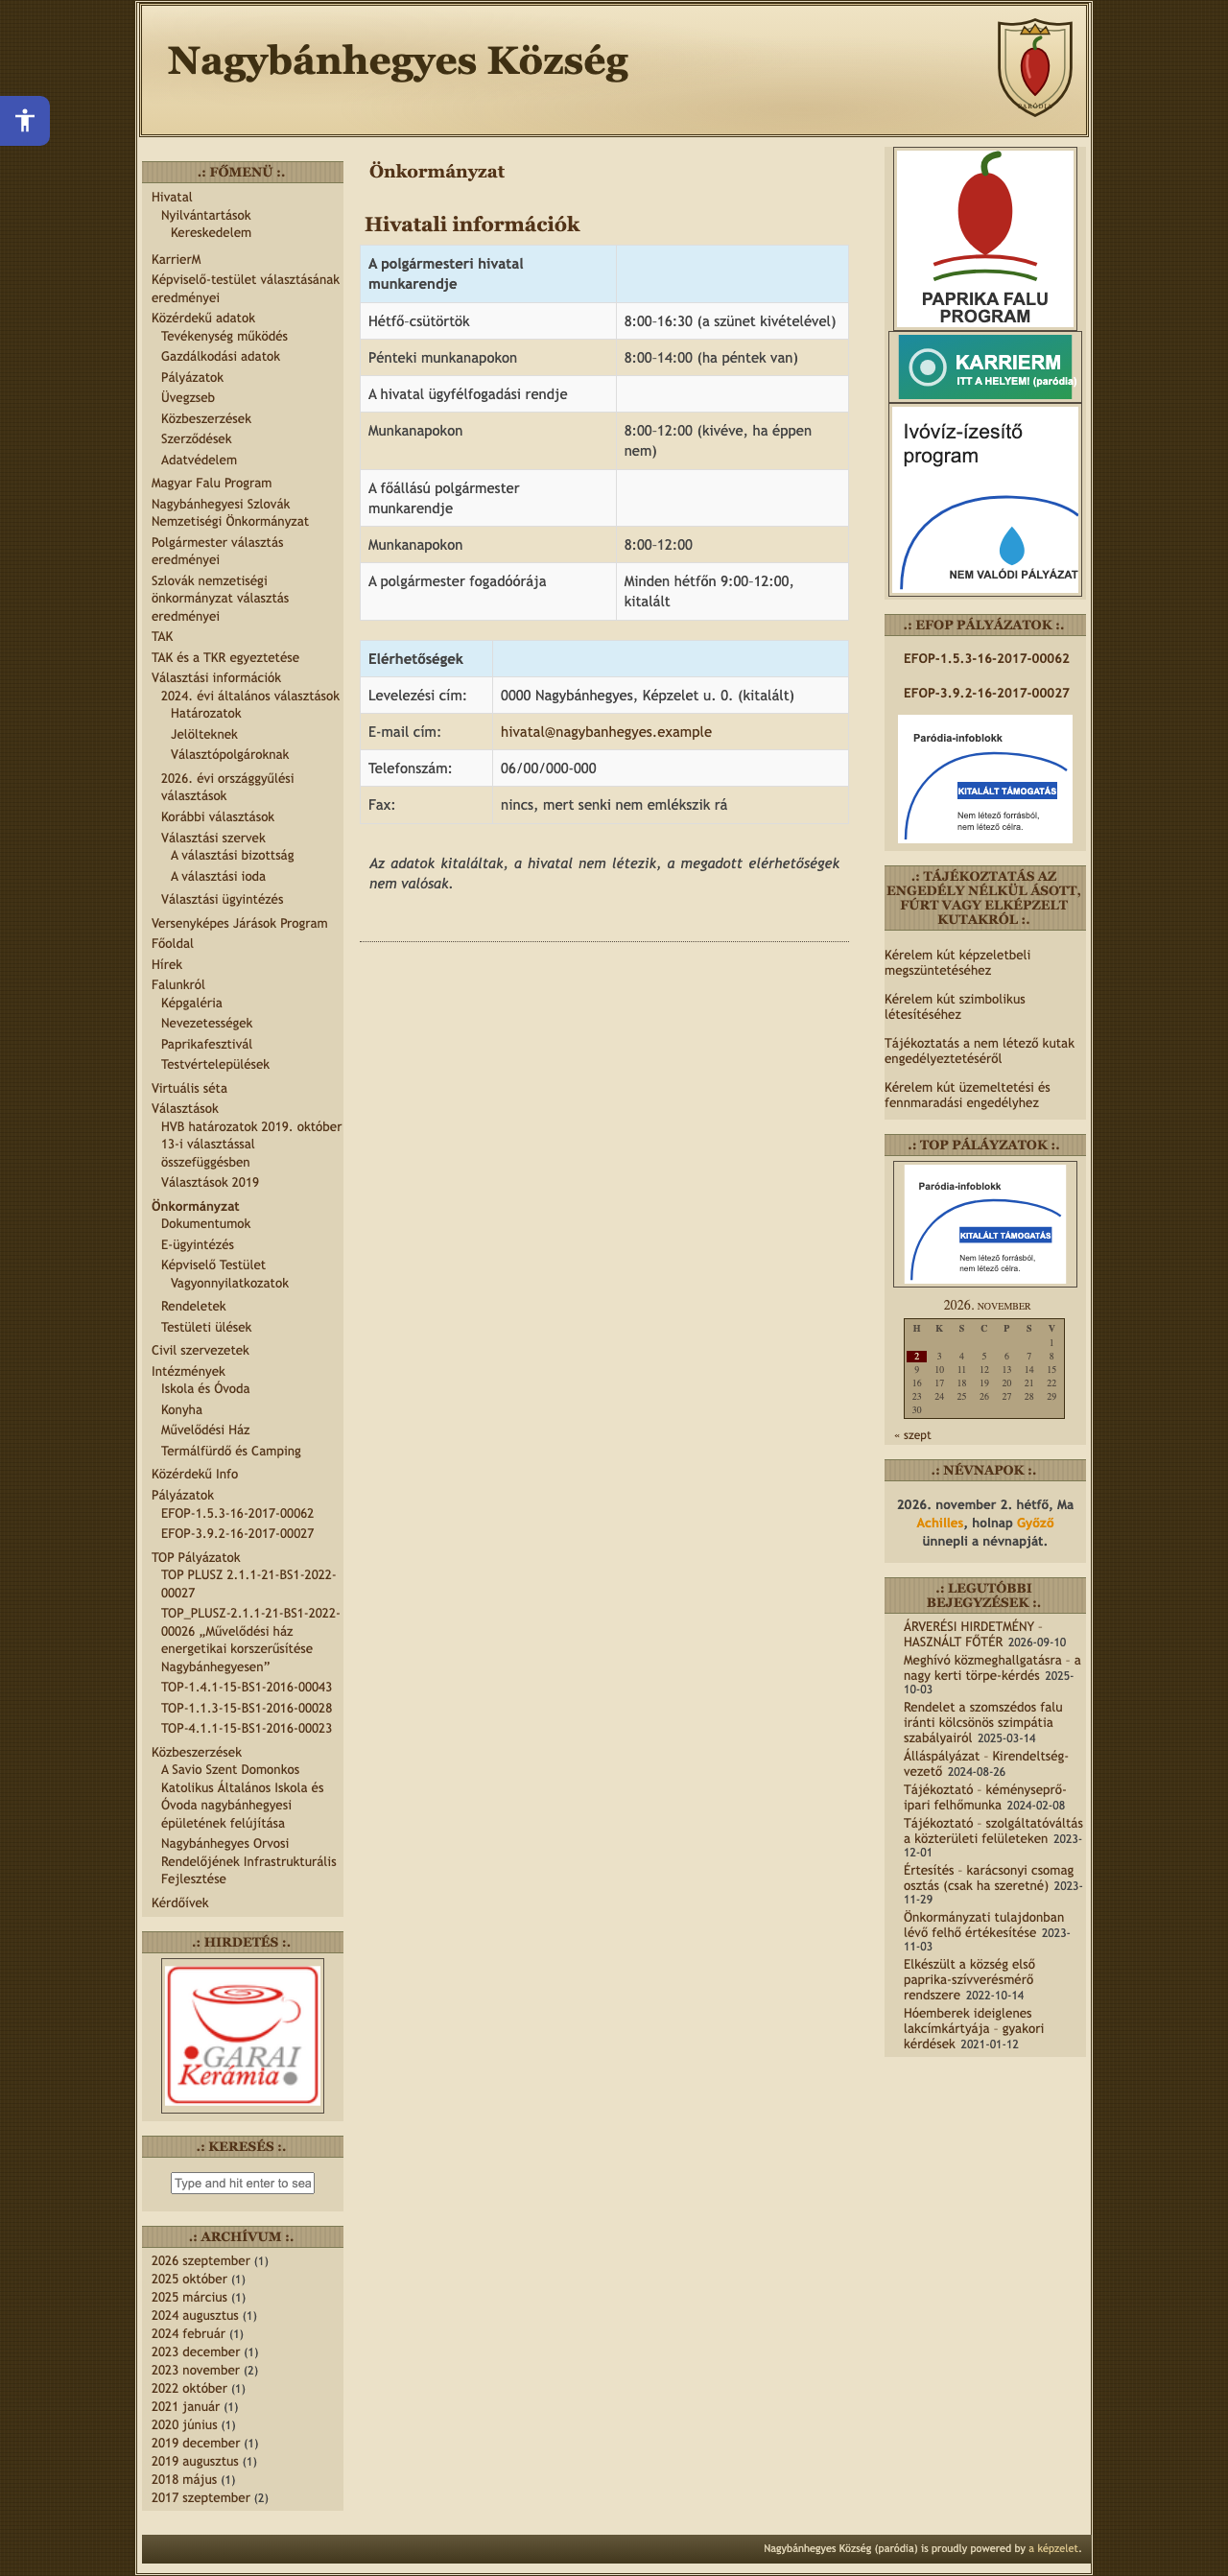 Nagybánhegyes Község
PARÓDIA
.: FŐMENÜ :.
Hivatal
Nyilvántartások
Kereskedelem
KarrierM
Képviselő-testület választásának
eredményei
Közérdekű adatok
Tevékenység működés
Gazdálkodási adatok
Pályázatok
Üvegzseb
Közbeszerzések
Szerződések
Adatvédelem
Magyar Falu Program
Nagybánhegyesi Szlovák
Nemzetiségi Önkormányzat
Polgármester választás
eredményei
Szlovák nemzetiségi
önkormányzat választás
eredményei
TAK
TAK és a TKR egyeztetése
Választási információk
2024. évi általános választások
Határozatok
Jelölteknek
Választópolgároknak
2026. évi országgyűlési
választások
Korábbi választások
Választási szervek
A választási bizottság
A választási ioda
Választási ügyintézés
Versenyképes Járások Program
Főoldal
Hírek
Falunkról
Képgaléria
Nevezetességek
Paprikafesztivál
Testvértelepülések
Virtuális séta
Választások
HVB határozatok 2019. október
13-i választással
összefüggésben
Választások 2019
Önkormányzat
Dokumentumok
E-ügyintézés
Képviselő Testület
Vagyonnyilatkozatok
Rendeletek
Testületi ülések
Civil szervezetek
Intézmények
Iskola és Óvoda
Konyha
Művelődési Ház
Termálfürdő és Camping
Közérdekű Info
Pályázatok
EFOP-1.5.3-16-2017-00062
EFOP-3.9.2-16-2017-00027
TOP Pályázatok
TOP PLUSZ 2.1.1-21-BS1-2022-
00027
TOP_PLUSZ-2.1.1-21-BS1-2022-
00026 „Művelődési ház
energetikai korszerűsítése
Nagybánhegyesen”
TOP-1.4.1-15-BS1-2016-00043
TOP-1.1.3-15-BS1-2016-00028
TOP-4.1.1-15-BS1-2016-00023
Közbeszerzések
A Savio Szent Domonkos
Katolikus Általános Iskola és
Óvoda nagybánhegyesi
épületének felújítása
Nagybánhegyes Orvosi
Rendelőjének Infrastrukturális
Fejlesztése
Kérdőívek
.: HIRDETÉS :.
GARAI
Kerámia
.: KERESÉS :.
Type and hit enter to sea
.: ARCHÍVUM :.
2026 szeptember (1)
2025 október (1)
2025 március (1)
2024 augusztus (1)
2024 február (1)
2023 december (1)
2023 november (2)
2022 október (1)
2021 január (1)
2020 június (1)
2019 december (1)
2019 augusztus (1)
2018 május (1)
2017 szeptember (2)
Önkormányzat
Hivatali információk
A polgármesteri hivatal
munkarendje
Hétfő-csütörtök 8:00-16:30 (a szünet kivételével)
Pénteki munkanapokon 8:00-14:00 (ha péntek van)
A hivatal ügyfélfogadási rendje
Munkanapokon 8:00-12:00 (kivéve, ha éppen
nem)
A főállású polgármester
munkarendje
Munkanapokon 8:00-12:00
A polgármester fogadóórája Minden hétfőn 9:00-12:00,
kitalált
Elérhetőségek
Levelezési cím: 0000 Nagybánhegyes, Képzelet u. 0. (kitalált)
E-mail cím: hivatal@nagybanhegyes.example
Telefonszám: 06/00/000-000
Fax: nincs, mert senki nem emlékszik rá
Az adatok kitaláltak, a hivatal nem létezik, a megadott elérhetőségek
nem valósak.
PAPRIKA FALU
PROGRAM
KARRIERM
ITT A HELYEM! (paródia)
Ivóvíz-ízesítő
program
NEM VALÓDI PÁLYÁZAT
.: EFOP PÁLYÁZATOK :.
EFOP-1.5.3-16-2017-00062
EFOP-3.9.2-16-2017-00027
Paródia-infoblokk
KITALÁLT TÁMOGATÁS
Nem létező forrásból,
nem létező célra.
.: TÁJÉKOZTATÁS AZ
ENGEDÉLY NÉLKÜL ÁSOTT,
FÚRT VAGY ELKÉPZELT
KUTAKRÓL :.
Kérelem kút képzeletbeli
megszüntetéséhez
Kérelem kút szimbolikus
létesítéséhez
Tájékoztatás a nem létező kutak
engedélyeztetéséről
Kérelem kút üzemeltetési és
fennmaradási engedélyhez
.: TOP PÁLÁYZATOK :.
Paródia-infoblokk
KITALÁLT TÁMOGATÁS
Nem létező forrásból,
nem létező célra.
2026. NOVEMBER
H K S C P S V
1
2 3 4 5 6 7 8
9 10 11 12 13 14 15
16 17 18 19 20 21 22
23 24 25 26 27 28 29
30
« szept
.: NÉVNAPOK :.
2026. november 2. hétfő, Ma
Achilles, holnap Győző
ünnepli a névnapját.
.: LEGUTÓBBI
BEJEGYZÉSEK :.
ÁRVERÉSI HIRDETMÉNY –
HASZNÁLT FŐTÉR 2026-09-10
Meghívó közmeghallgatásra – a
nagy kerti törpe-kérdés 2025-
10-03
Rendelet a szomszédos falu
iránti kölcsönös szimpátia
szabályairól 2025-03-14
Álláspályázat – Kirendeltség-
vezető 2024-08-26
Tájékoztató – kéményseprő-
ipari felhőmunka 2024-02-08
Tájékoztató – szolgáltatóváltás
a közterületi felületeken 2023-
12-01
Értesítés – karácsonyi csomag
osztás (csak ha szeretné) 2023-
11-29
Önkormányzati tulajdonban
lévő felhő értékesítése 2023-
11-03
Elkészült a község első
paprika-szívverésmérő
rendszere 2022-10-14
Hóemberek ideiglenes
lakcímkártyája – gyakori
kérdések 2021-01-12
Nagybánhegyes Község (paródia) is proudly powered by a képzelet.